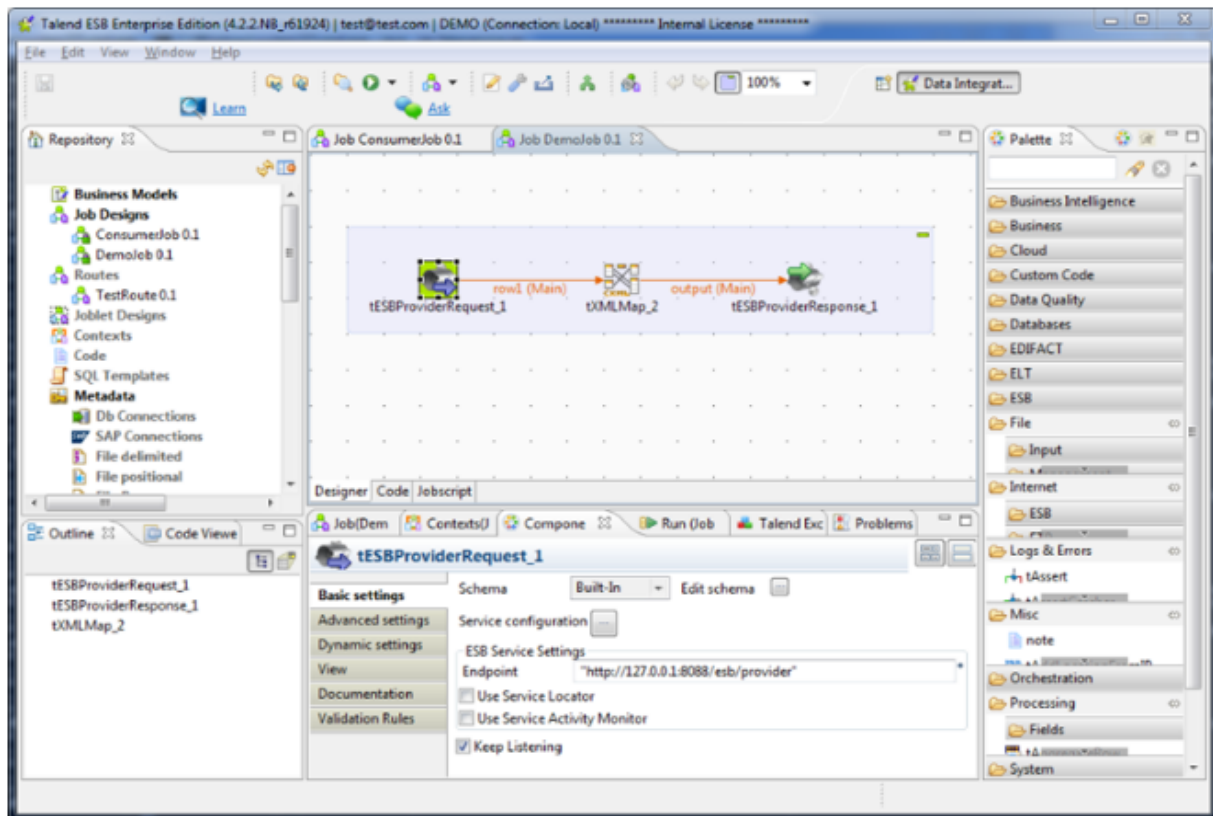 Talend ESB Enterprise Edition (4.2.2.NB_r61924) | test@test.com | DEMO (Connection: Local) ********* Internal License *********
File Edit View Window Help
100%
Data Integrat...
Learn
Ask
Repository
Business Models
Job Designs
ConsumerJob 0.1
DemoJob 0.1
Routes
TestRoute 0.1
Joblet Designs
Contexts
Code
SQL Templates
Metadata
Db Connections
SAP Connections
File delimited
File positional
Outline
Code Viewe
tESBProviderRequest_1
tESBProviderResponse_1
tXMLMap_2
Job ConsumerJob 0.1
Job DemoJob 0.1
row1 (Main)
output (Main)
tESBProviderRequest_1
tXMLMap_2
tESBProviderResponse_1
Designer Code Jobscript
Job(Dem
Contexts(J
Compone
Run (Job
Talend Exc
Problems
tESBProviderRequest_1
Basic settings
Advanced settings
Dynamic settings
View
Documentation
Validation Rules
Schema Built-In Edit schema ...
Service configuration ...
ESB Service Settings
Endpoint "http://127.0.0.1:8088/esb/provider" *
Use Service Locator
Use Service Activity Monitor
Keep Listening
Palette
Business Intelligence
Business
Cloud
Custom Code
Data Quality
Databases
EDIFACT
ELT
ESB
File
Input
Internet
ESB
Logs & Errors
tAssert
Misc
note
Orchestration
Processing
Fields
System